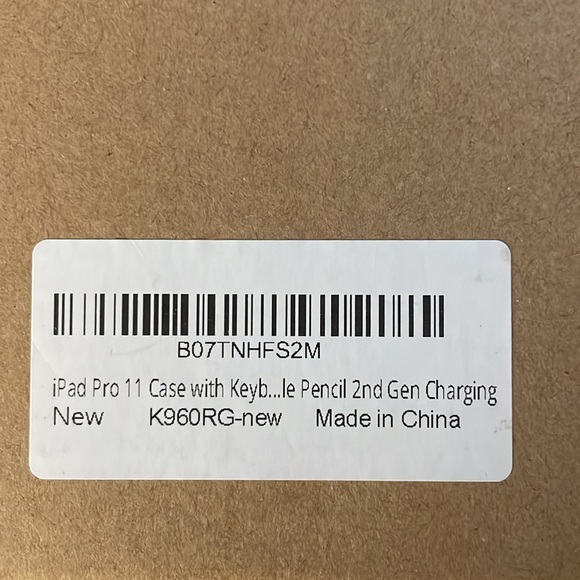 B07TNHFS2M
iPad Pro 11 Case with Keyb...le Pencil 2nd Gen Charging
New K960RG-new Made in China